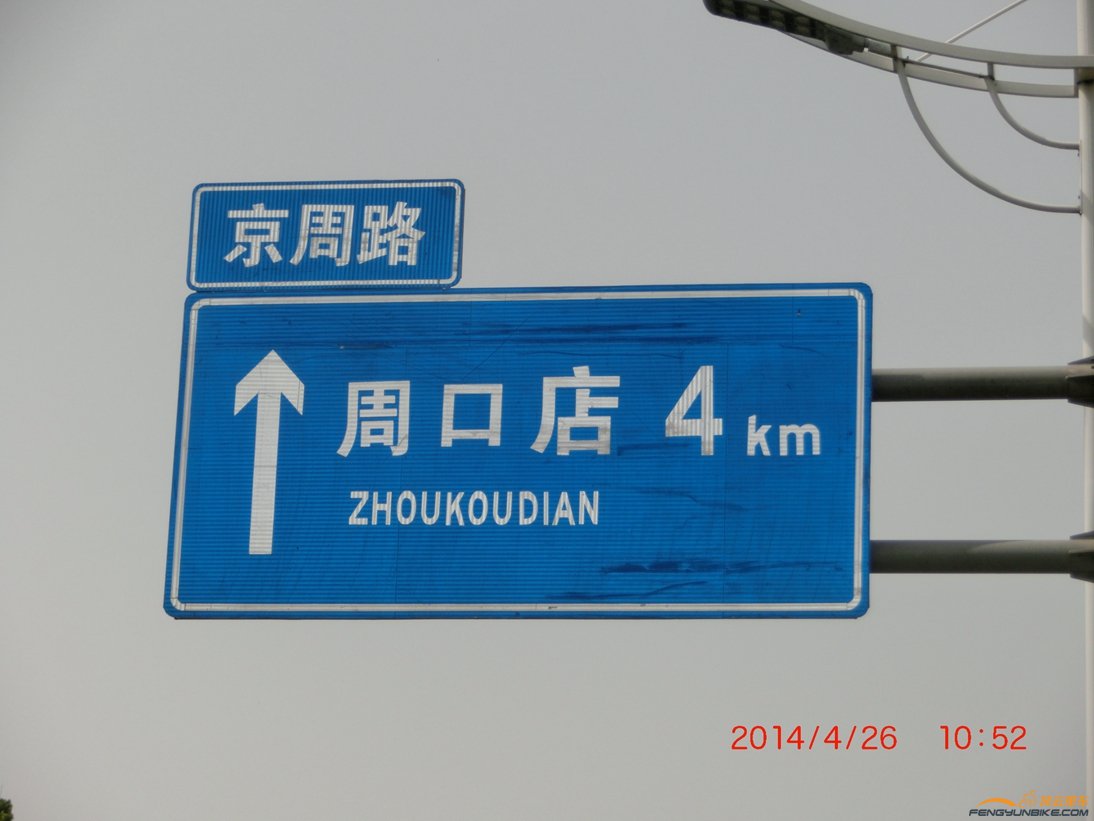 京周路
周口店 4 km
ZHOUKOUDIAN
2014/4/26 10:52
FENGYUNBIKE.COM